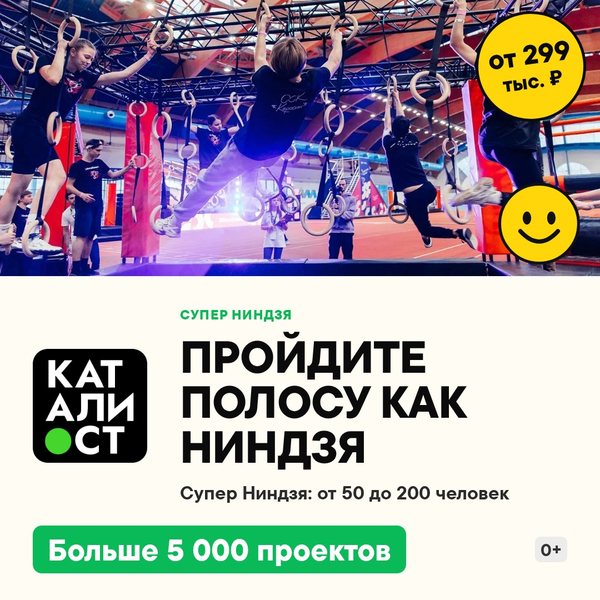 от 299
тыс. ₽
СУПЕР НИНДЗЯ
ПРОЙДИТЕ
ПОЛОСУ КАК
НИНДЗЯ
КАТ
АЛИ
СТ
Супер Ниндзя: от 50 до 200 человек
Больше 5 000 проектов
0+